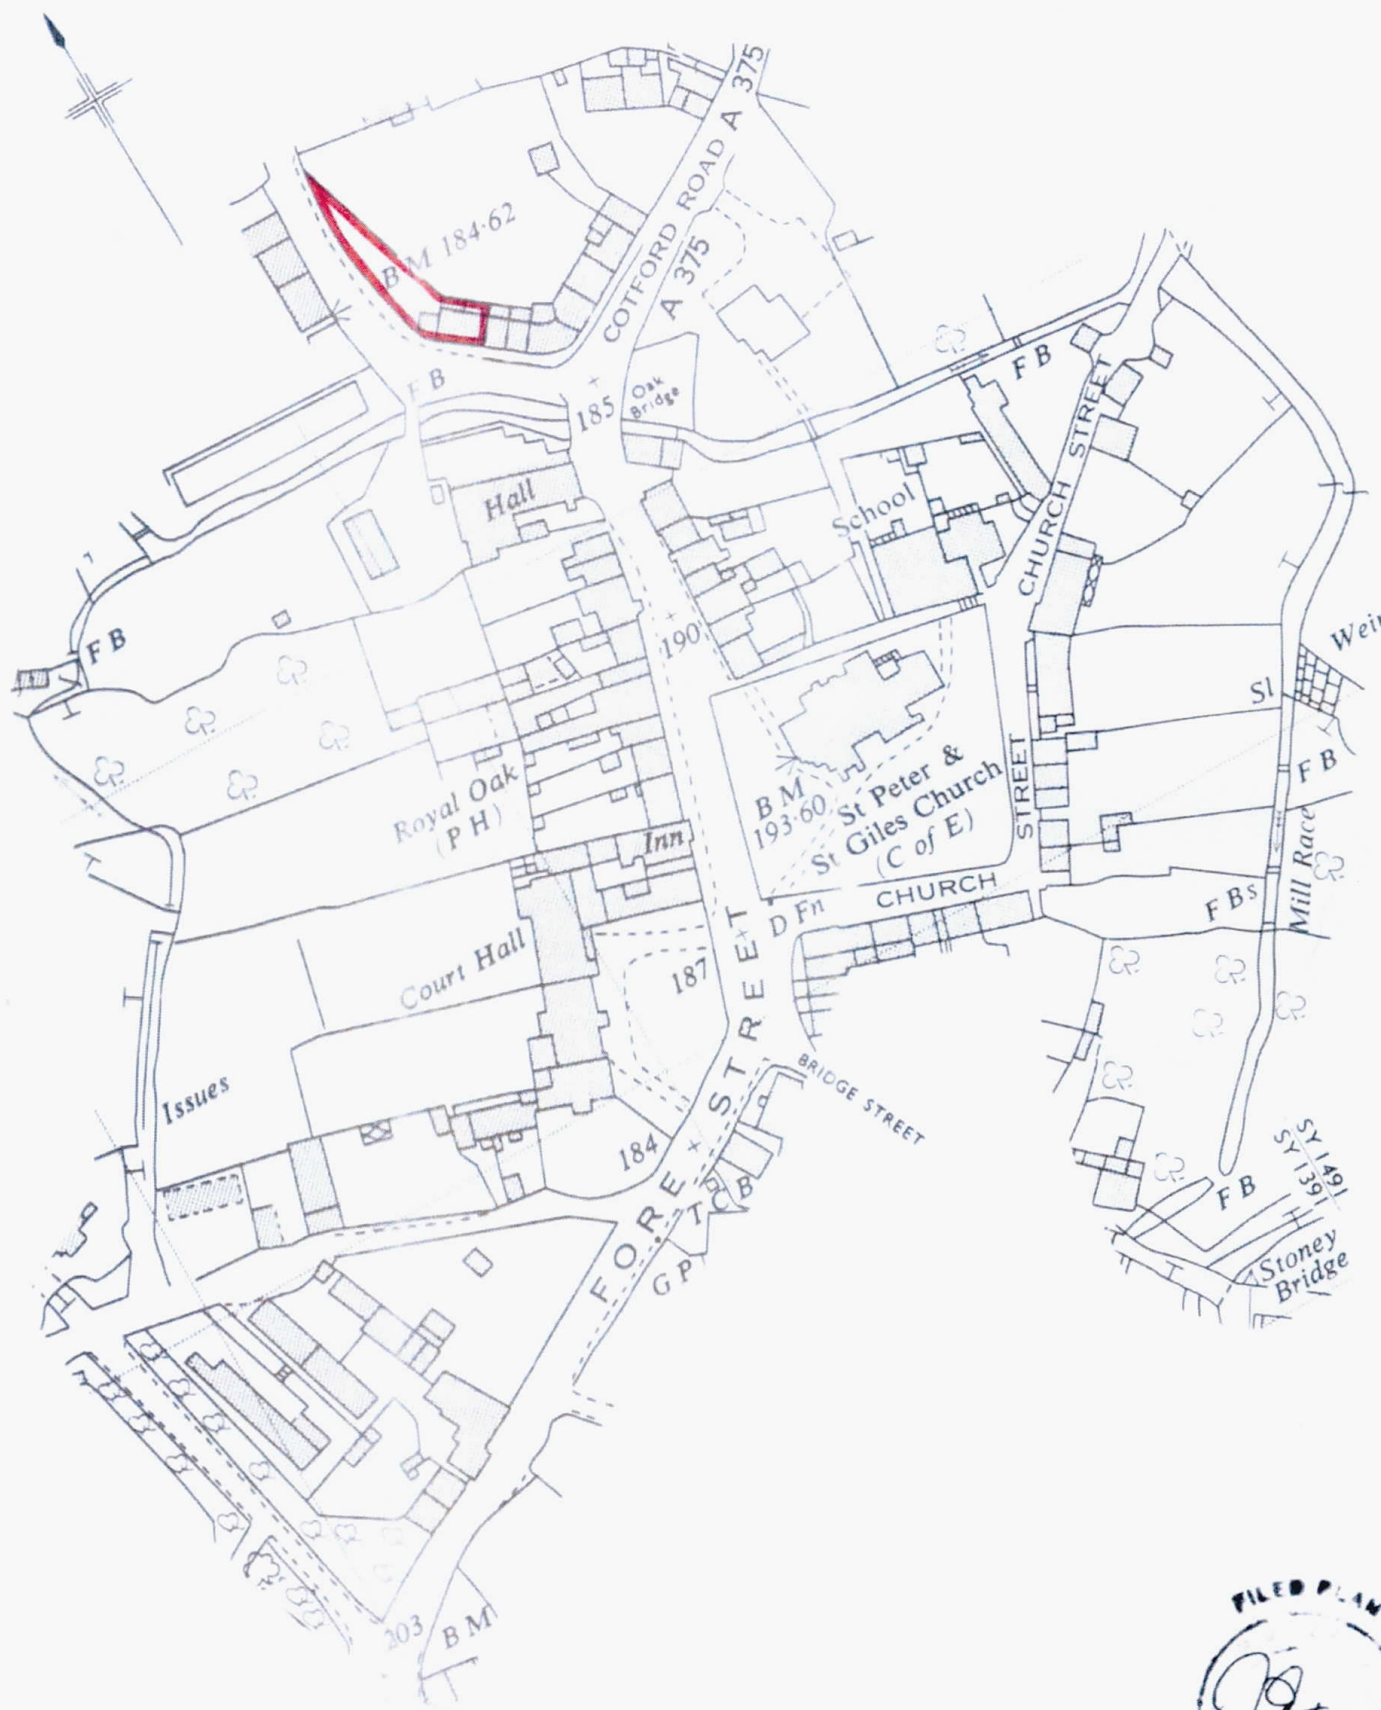 COTFORD ROAD A 375
B M 184·62
A 375
F B
185
Oak
Bridge
F B
Hall
School
CHURCH STREET
F B
190
Weir
Sl
Royal Oak
(P H)
Inn
B M
193·60
St Peter &
St Giles Church
(C of E)
STREET
F B
Mill Race
CHURCH
D Fn
F Bs
Court Hall
187
FORE STREET
BRIDGE STREET
Issues
184
T C B
G P
SY 1491
SY 1391
F B
Stoney
Bridge
203
B M
FILED PLAN